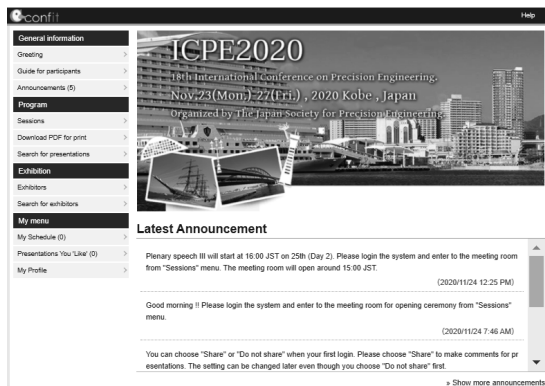 confit
Help
General information
Greeting
Guide for participants
Announcements (5)
Program
Sessions
Download PDF for print
Search for presentations
Exhibition
Exhibitors
Search for exhibitors
My menu
My Schedule (0)
Presentations You 'Like' (0)
My Profile
ICPE2020
18th International Conference on Precision Engineering.
Nov.23(Mon.)-27(Fri.) , 2020 Kobe , Japan
Organized by The Japan Society for Precision Engineering
Latest Announcement
Plenary speech III will start at 16:00 JST on 25th (Day 2). Please login the system and enter to the meeting room
from "Sessions" menu. The meeting room will open around 15:00 JST.
(2020/11/24 12:25 PM)
Good morning !! Please login the system and enter to the meeting room for opening ceremony from "Sessions"
menu.
(2020/11/24 7:46 AM)
You can choose "Share" or "Do not share" when your first login. Please choose "Share" to make comments for pr
esentations. The setting can be changed later even though you choose "Do not share" first.
» Show more announcements